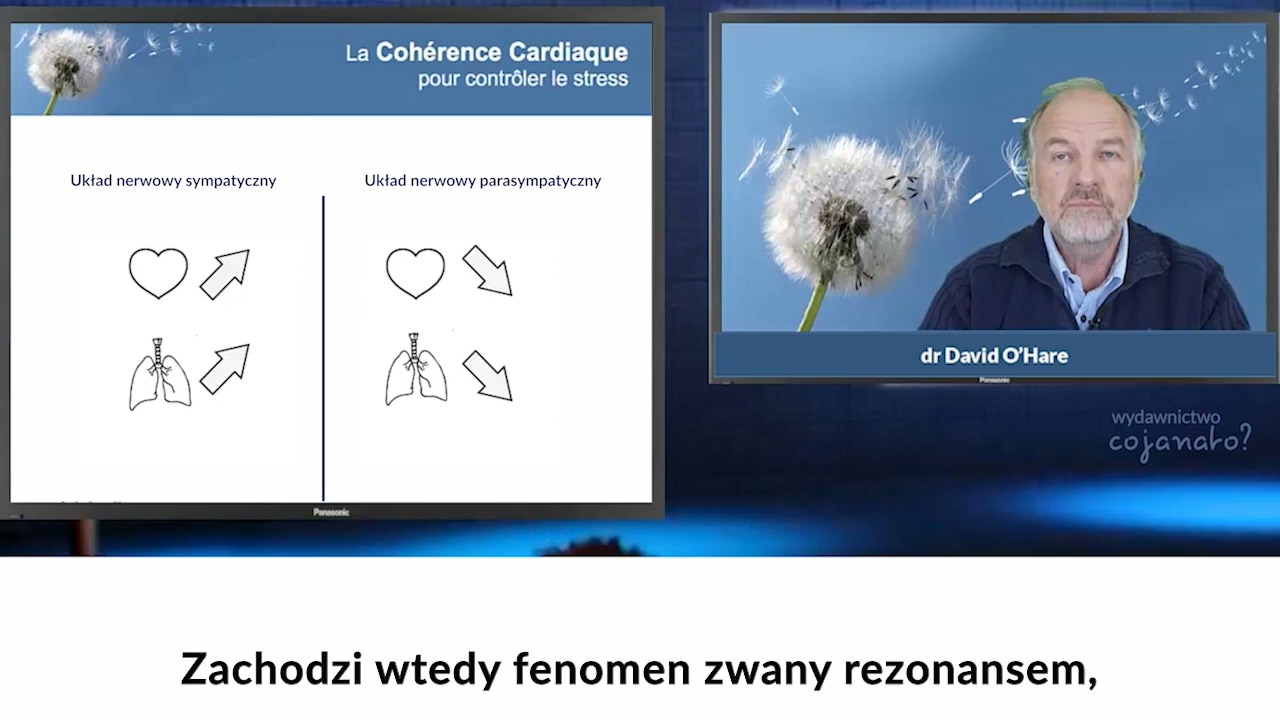 La Cohérence Cardiaque
pour contrôler le stress
Układ nerwowy sympatyczny
Układ nerwowy parasympatyczny
Panasonic
dr David O'Hare
Panasonic
wydawnictwo
cojanato?
Zachodzi wtedy fenomen zwany rezonansem,